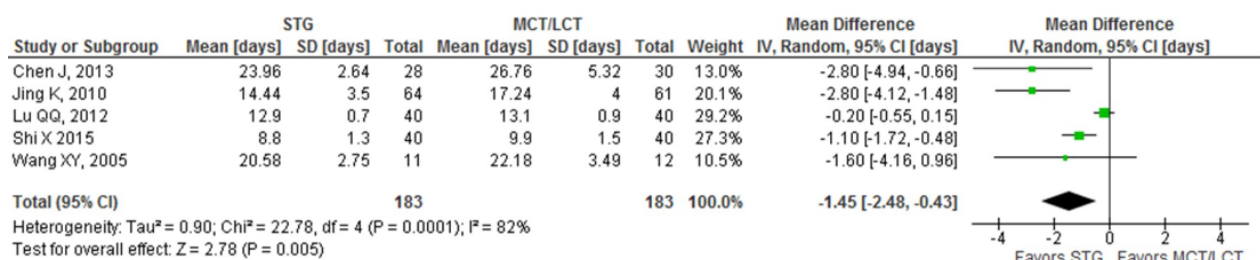 STG MCT/LCT Mean Difference Mean Difference
Study or Subgroup Mean [days] SD [days] Total Mean [days] SD [days] Total Weight IV, Random, 95% CI [days] IV, Random, 95% CI [days]
Chen J, 2013 23.96 2.64 28 26.76 5.32 30 13.0% -2.80 [-4.94, -0.66]
Jing K, 2010 14.44 3.5 64 17.24 4 61 20.1% -2.80 [-4.12, -1.48]
Lu QQ, 2012 12.9 0.7 40 13.1 0.9 40 29.2% -0.20 [-0.55, 0.15]
Shi X 2015 8.8 1.3 40 9.9 1.5 40 27.3% -1.10 [-1.72, -0.48]
Wang XY, 2005 20.58 2.75 11 22.18 3.49 12 10.5% -1.60 [-4.16, 0.96]
Total (95% CI) 183 183 100.0% -1.45 [-2.48, -0.43]
Heterogeneity: Tau² = 0.90; Chi² = 22.78, df = 4 (P = 0.0001); I² = 82%
Test for overall effect: Z = 2.78 (P = 0.005)
-4 -2 0 2 4
Favors STG Favors MCT/LCT